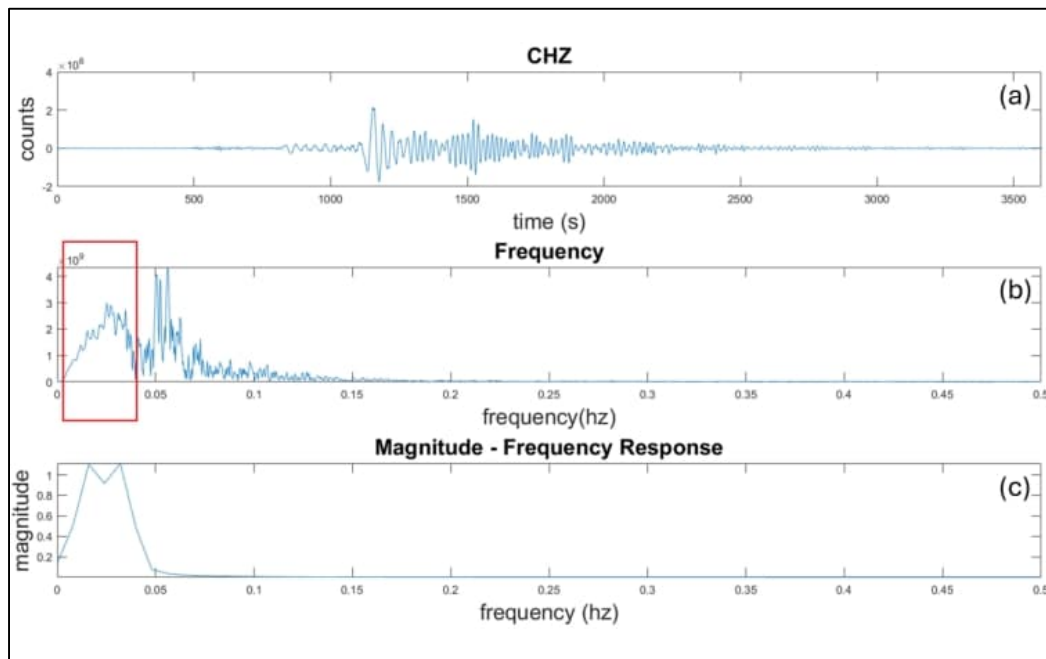 CHZ
× 10⁶
4
2
0
-2
counts
(a)
0 500 1000 1500 2000 2500 3000 3500
time (s)
Frequency
× 10⁹
4
3
2
1
0
(b)
0 0.05 0.1 0.15 0.2 0.25 0.3 0.35 0.4 0.45 0.5
frequency(hz)
Magnitude - Frequency Response
magnitude
1
0.8
0.6
0.4
0.2
(c)
0 0.05 0.1 0.15 0.2 0.25 0.3 0.35 0.4 0.45 0.5
frequency (hz)